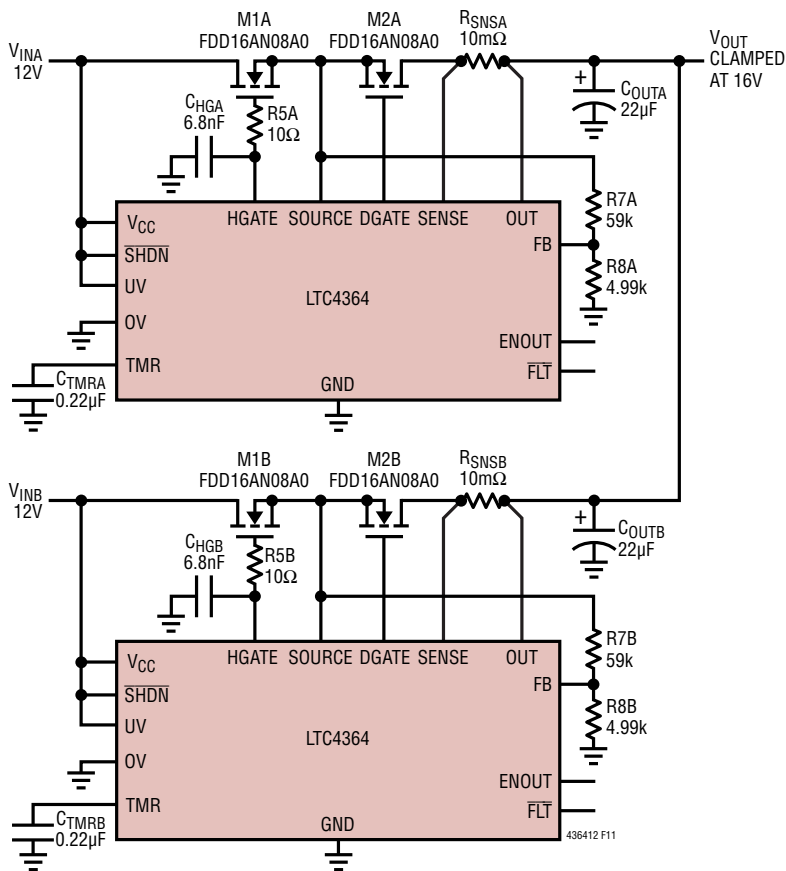 M1A
FDD16AN08A0
M2A
FDD16AN08A0
RSNSA
10mΩ
VINA
12V
VOUT
CLAMPED
AT 16V
CHGA
6.8nF
R5A
10Ω
+
COUTA
22µF
HGATE SOURCE DGATE SENSE OUT
R7A
59k
VCC
SHDN
UV
OV
TMR
FB
R8A
4.99k
LTC4364
ENOUT
FLT
GND
CTMRA
0.22µF
M1B
FDD16AN08A0
M2B
FDD16AN08A0
RSNSB
10mΩ
VINB
12V
CHGB
6.8nF
R5B
10Ω
+
COUTB
22µF
HGATE SOURCE DGATE SENSE OUT
R7B
59k
VCC
SHDN
UV
OV
TMR
FB
R8B
4.99k
LTC4364
ENOUT
FLT
GND
CTMRB
0.22µF
436412 F11